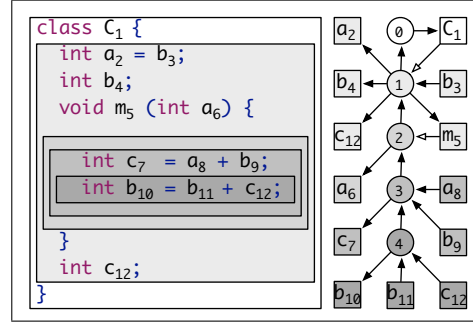 class C₁ {
int a₂ = b₃;
int b₄;
void m₅ (int a₆) {
int c₇ = a₈ + b₉;
int b₁₀ = b₁₁ + c₁₂;
}
int c₁₂;
}
a₂ 0 C₁
b₄ 1 b₃
c₁₂ 2 m₅
a₆ 3 a₈
c₇ 4 b₉
b₁₀ b₁₁ c₁₂